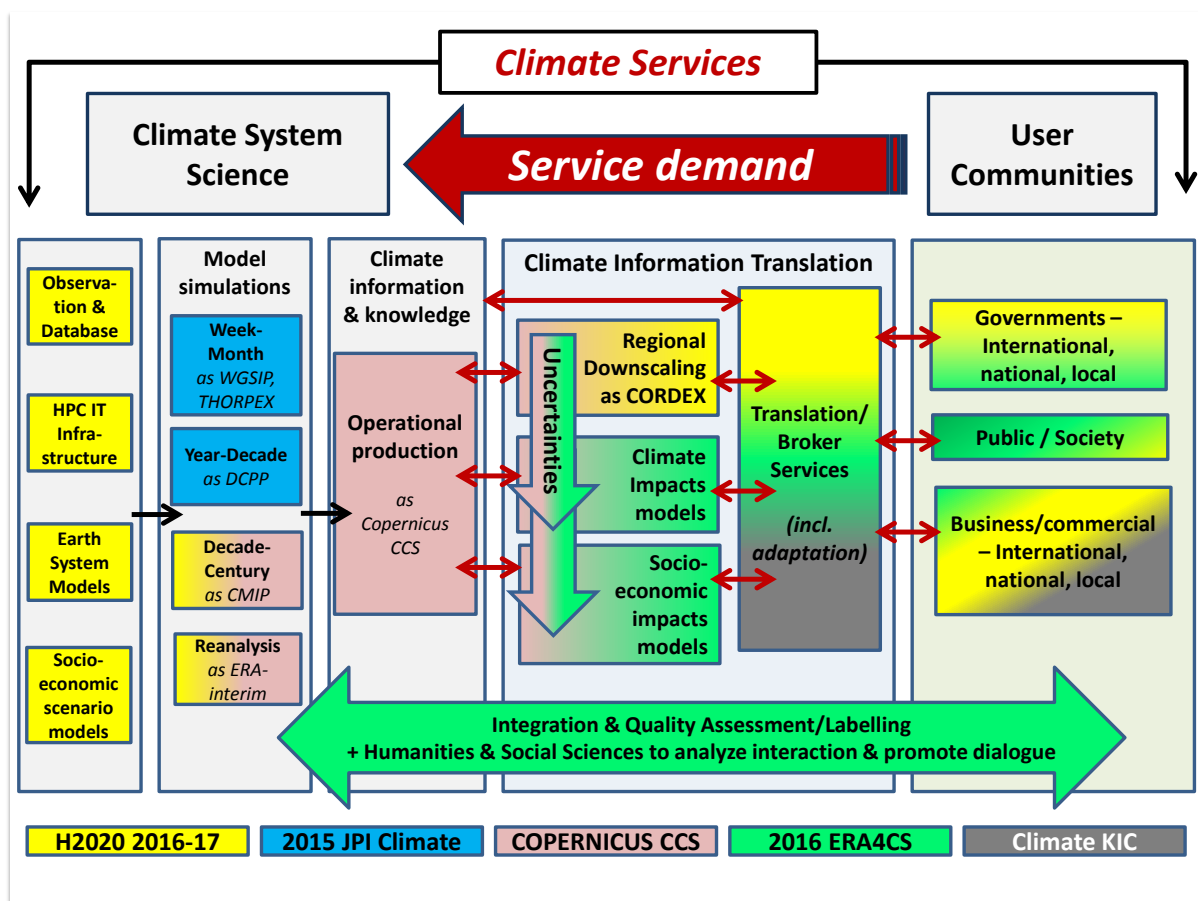 Climate Services
Climate System
Science
Service demand
User
Communities
Observa-
tion &
Database
HPC IT
Infra-
structure
Earth
System
Models
Socio-
economic
scenario
models
Model
simulations
Week-
Month
as WGSIP,
THORPEX
Year-Decade
as DCPP
Decade-
Century
as CMIP
Reanalysis
as ERA-
interim
Climate
information
& knowledge
Operational
production
as
Copernicus
CCS
Climate Information Translation
Uncertainties
Regional
Downscaling
as CORDEX
Climate
Impacts
models
Socio-
economic
impacts
models
Translation/
Broker
Services
(incl.
adaptation)
Governments –
International,
national, local
Public / Society
Business/commercial
– International,
national, local
Integration & Quality Assessment/Labelling
+ Humanities & Social Sciences to analyze interaction & promote dialogue
H2020 2016-17
2015 JPI Climate
COPERNICUS CCS
2016 ERA4CS
Climate KIC